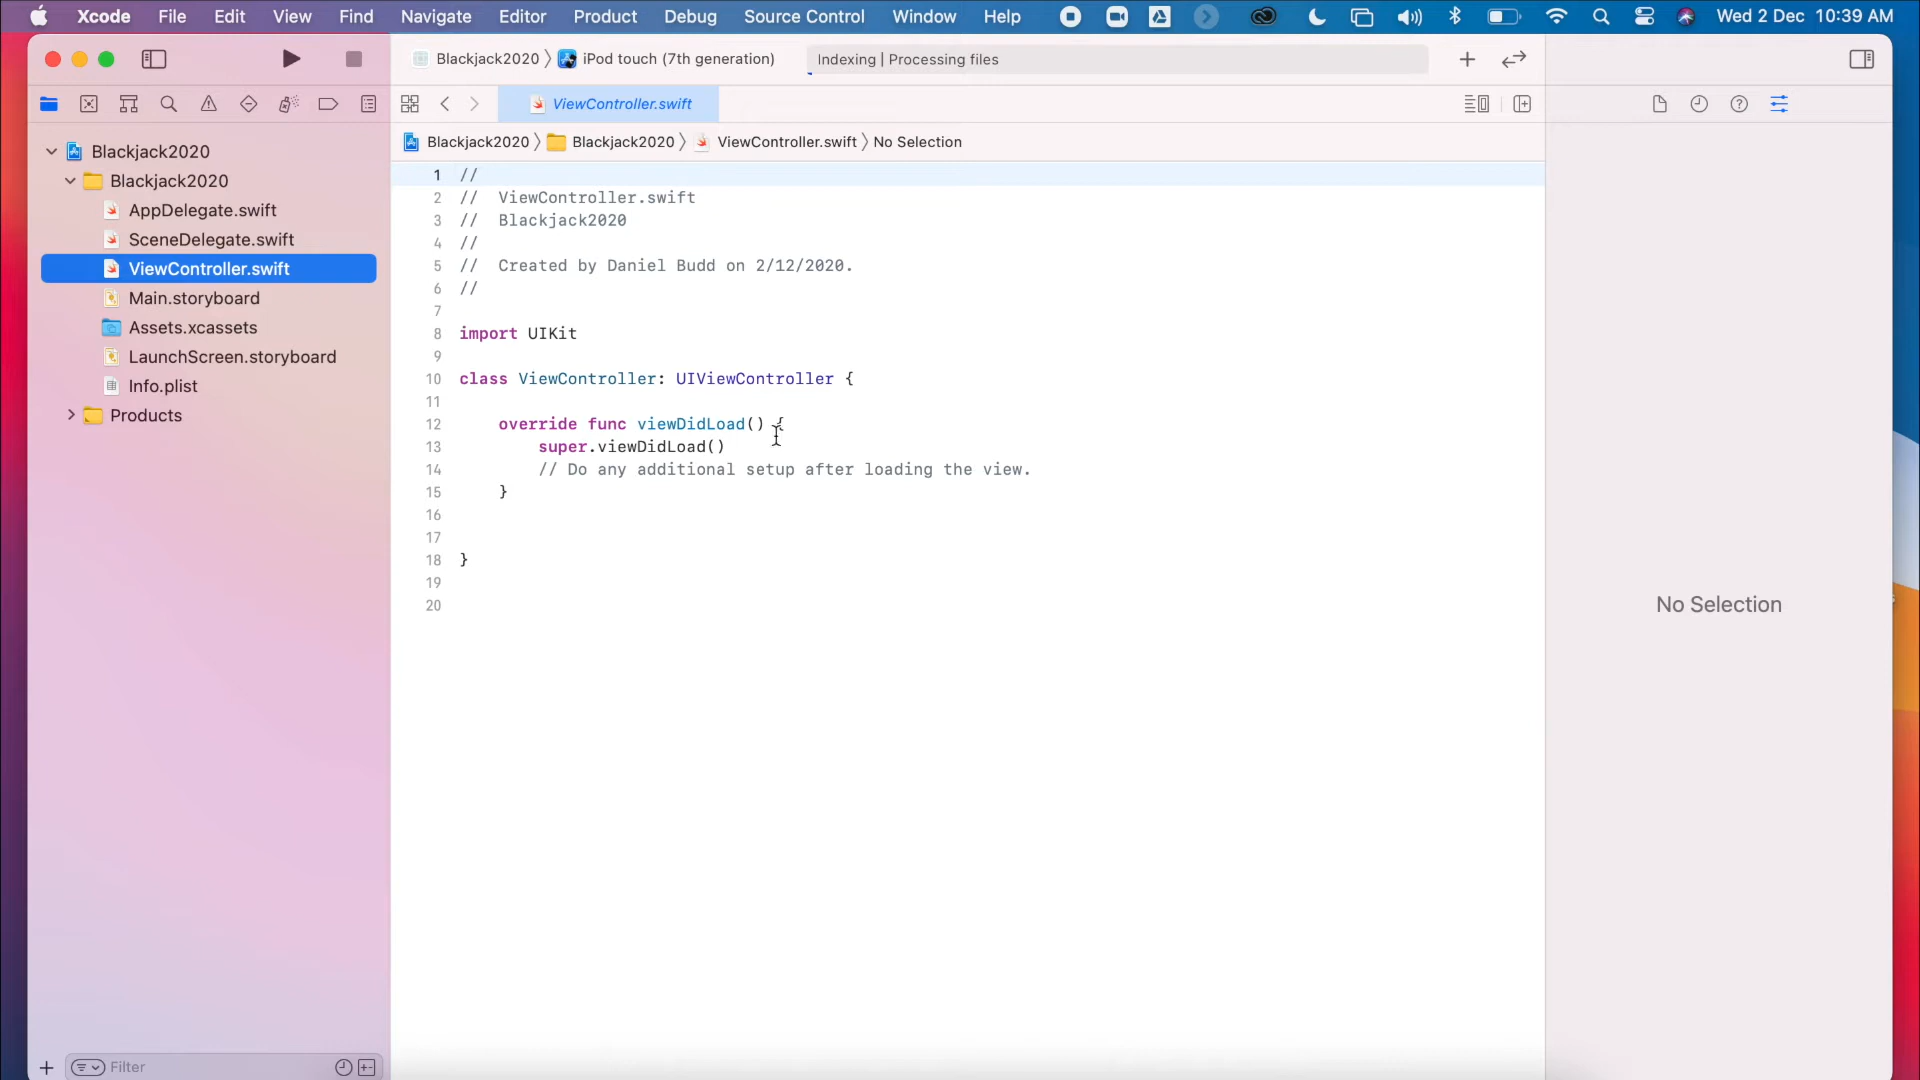 Xcode File Edit View Find Navigate Editor Product Debug Source Control Window Help Wed 2 Dec 10:39 AM
Blackjack2020 iPod touch (7th generation) Indexing | Processing files
ViewController.swift
Blackjack2020 Blackjack2020 ViewController.swift No Selection
Blackjack2020
Blackjack2020
AppDelegate.swift
SceneDelegate.swift
ViewController.swift
Main.storyboard
Assets.xcassets
LaunchScreen.storyboard
Info.plist
Products
Filter
1 //
2 // ViewController.swift
3 // Blackjack2020
4 //
5 // Created by Daniel Budd on 2/12/2020.
6 //
7
8 import UIKit
9
10 class ViewController: UIViewController {
11
12 override func viewDidLoad() {
13 super.viewDidLoad()
14 // Do any additional setup after loading the view.
15 }
16
17
18 }
19
20
No Selection